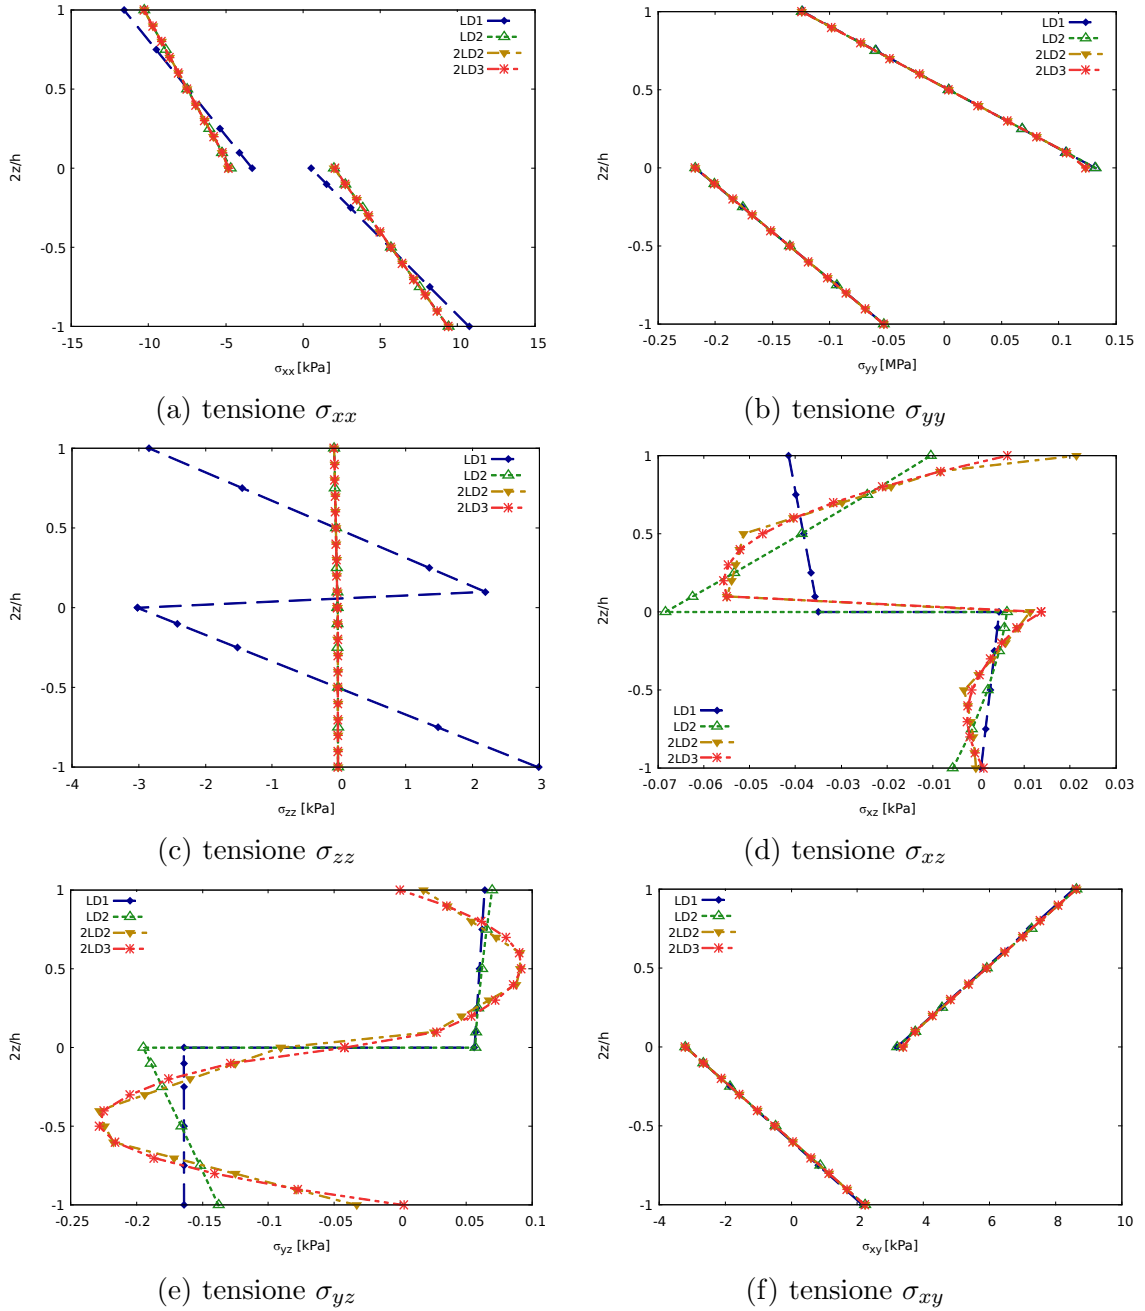 1
0.5
0
-0.5
-1
2z/h
LD1
LD2
2LD2
2LD3
-15
-10
-5
0
5
10
15
σxx [kPa]
(a) tensione σxx
1
0.5
0
-0.5
-1
2z/h
LD1
LD2
2LD2
2LD3
-0.25
-0.2
-0.15
-0.1
-0.05
0
0.05
0.1
0.15
σyy [MPa]
(b) tensione σyy
1
0.5
0
-0.5
-1
2z/h
LD1
LD2
2LD2
2LD3
-4
-3
-2
-1
0
1
2
3
σzz [kPa]
(c) tensione σzz
1
0.5
0
-0.5
-1
2z/h
LD1
LD2
2LD2
2LD3
-0.07
-0.06
-0.05
-0.04
-0.03
-0.02
-0.01
0
0.01
0.02
0.03
σxz [kPa]
(d) tensione σxz
1
0.5
0
-0.5
-1
2z/h
LD1
LD2
2LD2
2LD3
-0.25
-0.2
-0.15
-0.1
-0.05
0
0.05
0.1
σyz [kPa]
(e) tensione σyz
1
0.5
0
-0.5
-1
2z/h
LD1
LD2
2LD2
2LD3
-4
-2
0
2
4
6
8
10
σxy [kPa]
(f) tensione σxy